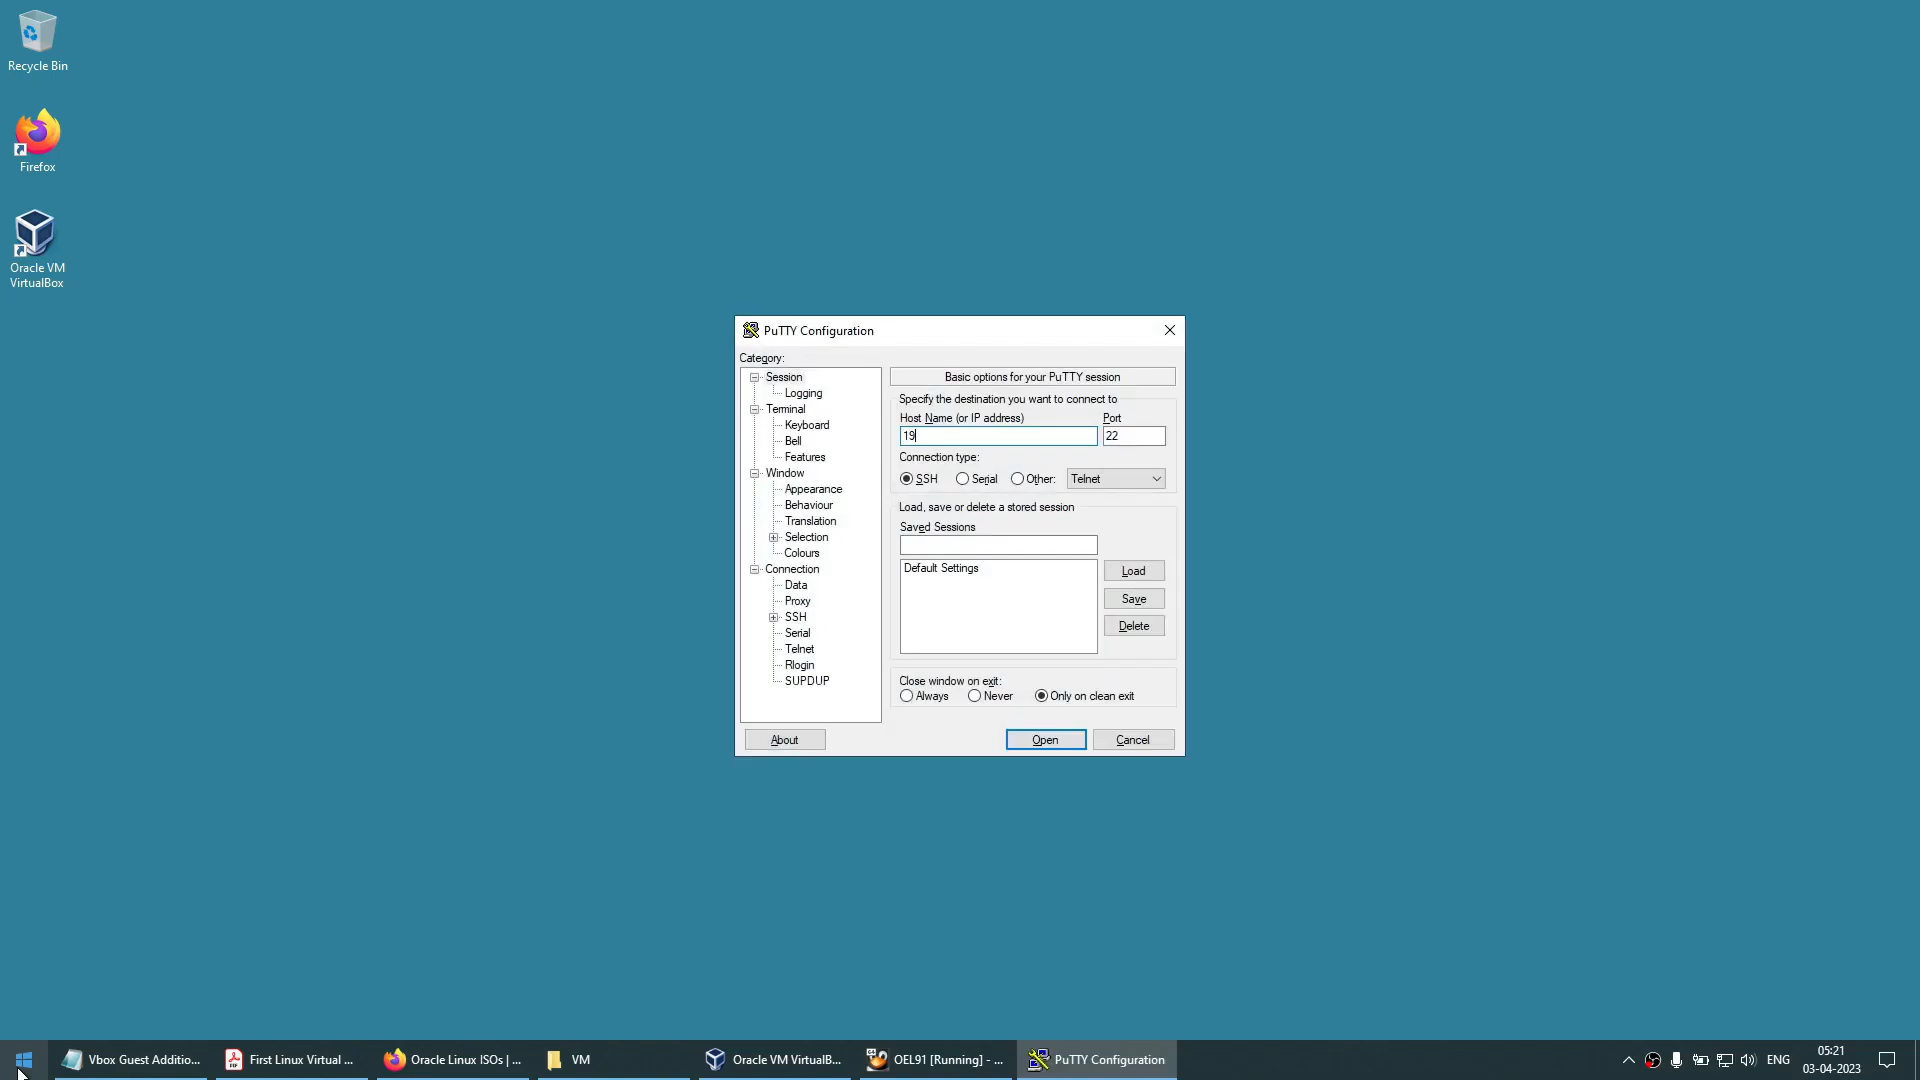 Recycle Bin
Firefox
Oracle VM
VirtualBox
PuTTY Configuration
Category:
Session
Logging
Terminal
Keyboard
Bell
Features
Window
Appearance
Behaviour
Translation
Selection
Colours
Connection
Data
Proxy
SSH
Serial
Telnet
Rlogin
SUPDUP
Basic options for your PuTTY session
Specify the destination you want to connect to
Host Name (or IP address) Port
19 22
Connection type:
SSH Serial Other: Telnet
Load, save or delete a stored session
Saved Sessions
Default Settings
Load
Save
Delete
Close window on exit:
Always Never Only on clean exit
About Open Cancel
Vbox Guest Additio... First Linux Virtual ... Oracle Linux ISOs | ... VM Oracle VM VirtualB... OEL91 [Running] - ... PuTTY Configuration ENG 05:21
03-04-2023